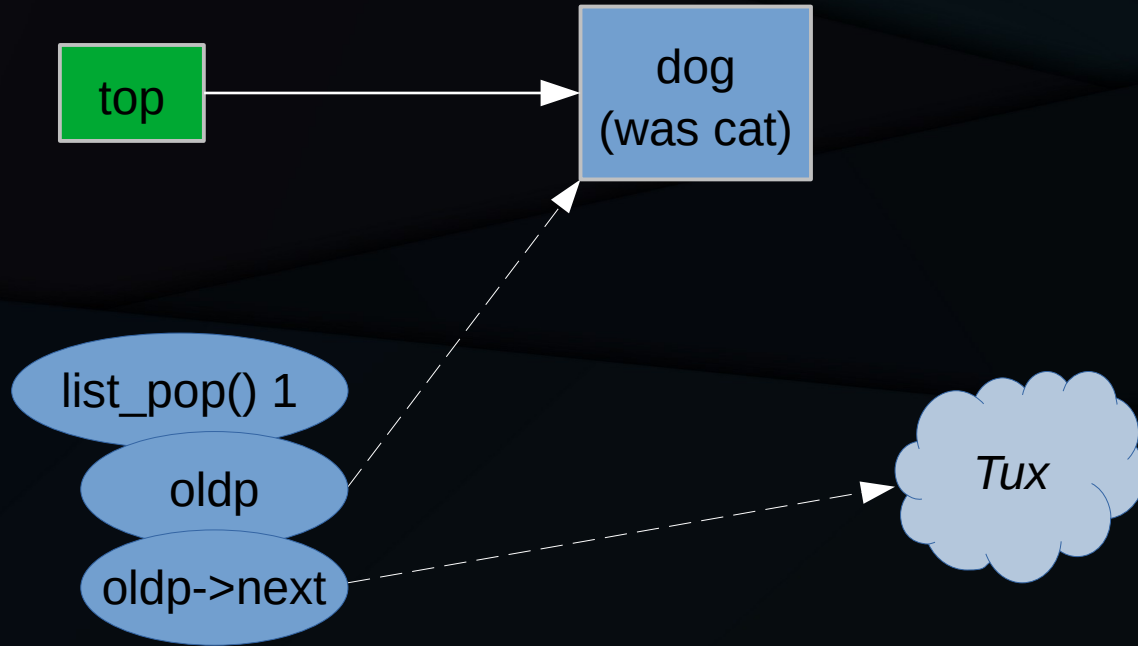 top
dog
(was cat)
list_pop() 1
oldp
Tux
oldp->next